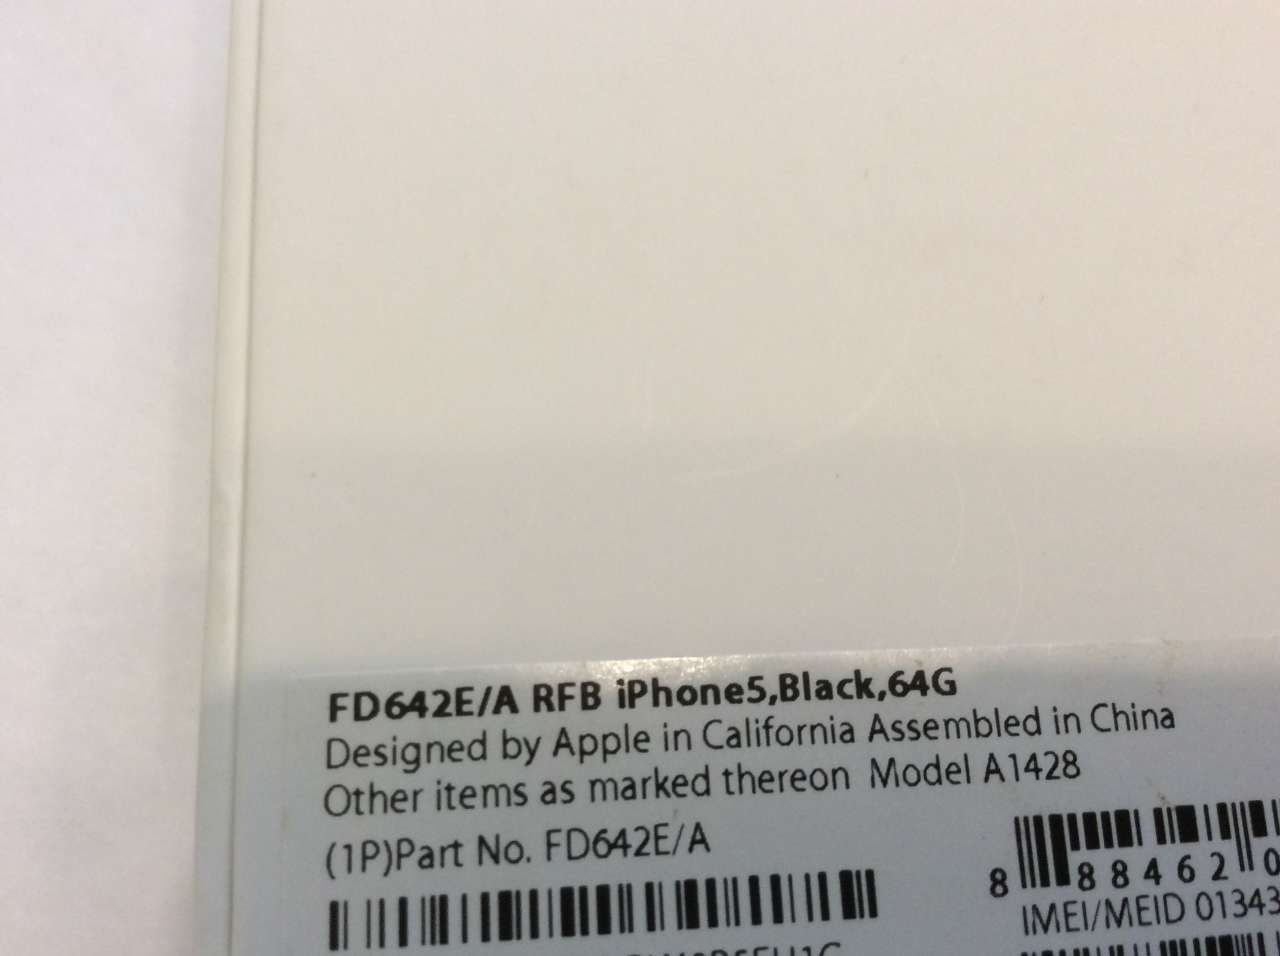 FD642E/A RFB iPhone5,Black,64G
Designed by Apple in California Assembled in China
Other items as marked thereon Model A1428
(1P)Part No. FD642E/A
8 88462 0
IMEI/MEID 01343